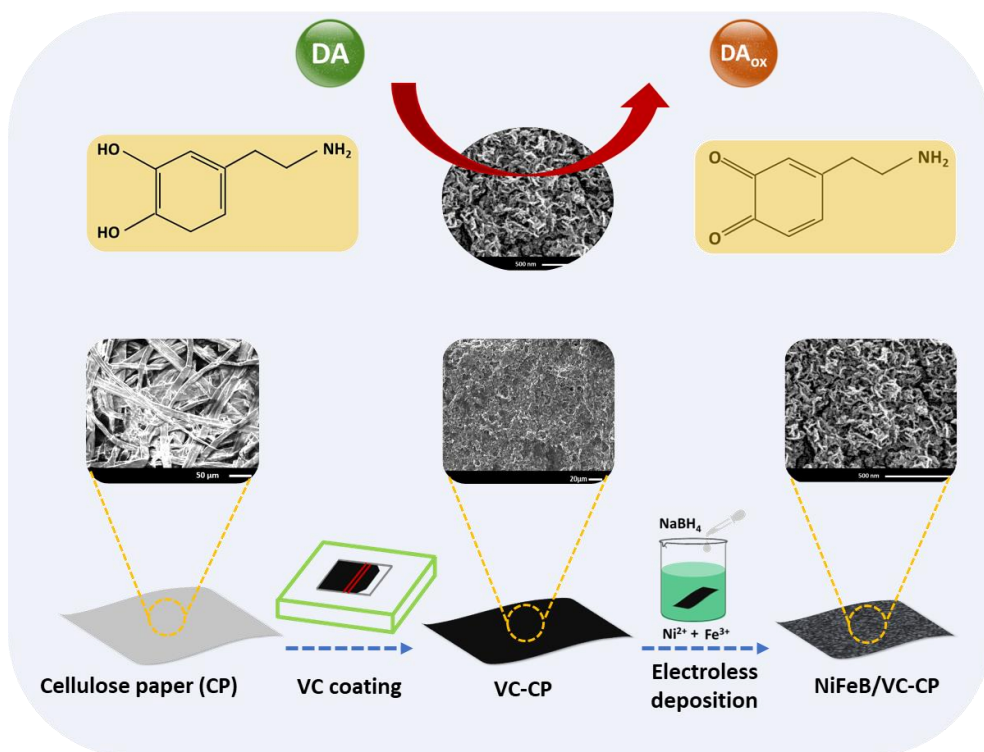 DA
DAox
HO
NH2
HO
500 nm
O
NH2
O
50 µm
20µm
500 nm
NaBH4
Ni2+ + Fe3+
Cellulose paper (CP)
VC coating
VC-CP
Electroless
deposition
NiFeB/VC-CP